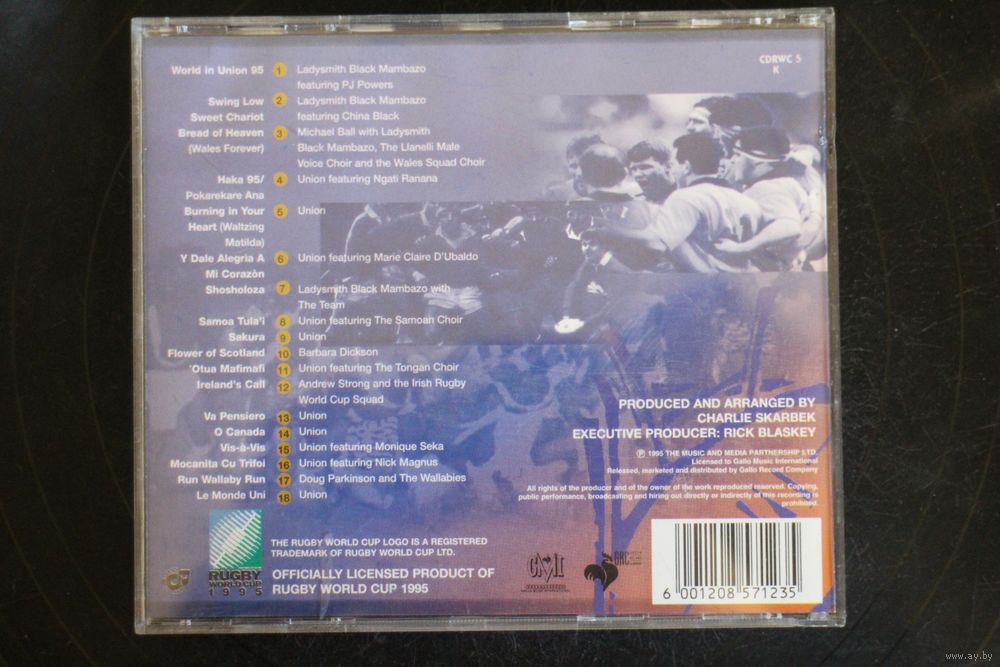 CDRWC 5
K
World in Union 95 1 Ladysmith Black Mambazo
featuring PJ Powers
Swing Low 2 Ladysmith Black Mambazo
Sweet Chariot featuring China Black
Bread of Heaven 3 Michael Ball with Ladysmith
(Wales Forever) Black Mambazo, The Llanelli Male
Voice Choir and the Wales Squad Choir
Haka 95/ 4 Union featuring Ngati Ranana
Pokarekare Ana
Burning in Your 5 Union
Heart (Waltzing
Matilda)
Y Dale Alegria A 6 Union featuring Marie Claire D'Ubaldo
Mi Corazòn
Shosholoza 7 Ladysmith Black Mambazo with
The Team
Samoa Tula'i 8 Union featuring The Samoan Choir
Sakura 9 Union
Flower of Scotland 10 Barbara Dickson
'Otua Mafimafi 11 Union featuring The Tongan Choir
Ireland's Call 12 Andrew Strong and the Irish Rugby
World Cup Squad
Va Pensiero 13 Union
O Canada 14 Union
Vis-à-Vis 15 Union featuring Monique Seka
Mocanita Cu Trifoi 16 Union featuring Nick Magnus
Run Wallaby Run 17 Doug Parkinson and The Wallabies
Le Monde Uni 18 Union
PRODUCED AND ARRANGED BY
CHARLIE SKARBEK
EXECUTIVE PRODUCER: RICK BLASKEY
℗ 1995 THE MUSIC AND MEDIA PARTNERSHIP LTD.
Licensed to Gallo Music International
Released, marketed and distributed by Gallo Record Company
All rights of the producer and of the owner of the work reproduced reserved. Copying,
public performance, broadcasting and hiring out directly or indirectly of this recording is
prohibited.
RUGBY
WORLD CUP
1995
THE RUGBY WORLD CUP LOGO IS A REGISTERED
TRADEMARK OF RUGBY WORLD CUP LTD.
OFFICIALLY LICENSED PRODUCT OF
RUGBY WORLD CUP 1995
GMI
GRC
6 001208 571235
www.ay.by